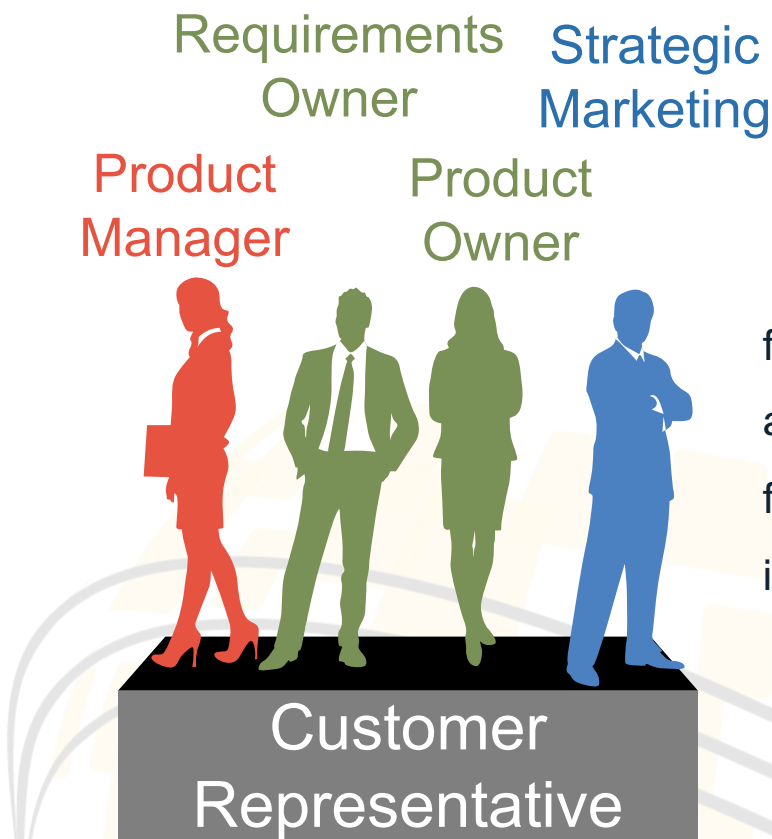 Requirements
Owner
Strategic
Marketing
Product
Manager
Product
Owner
f
a
f
i
Customer
Representative